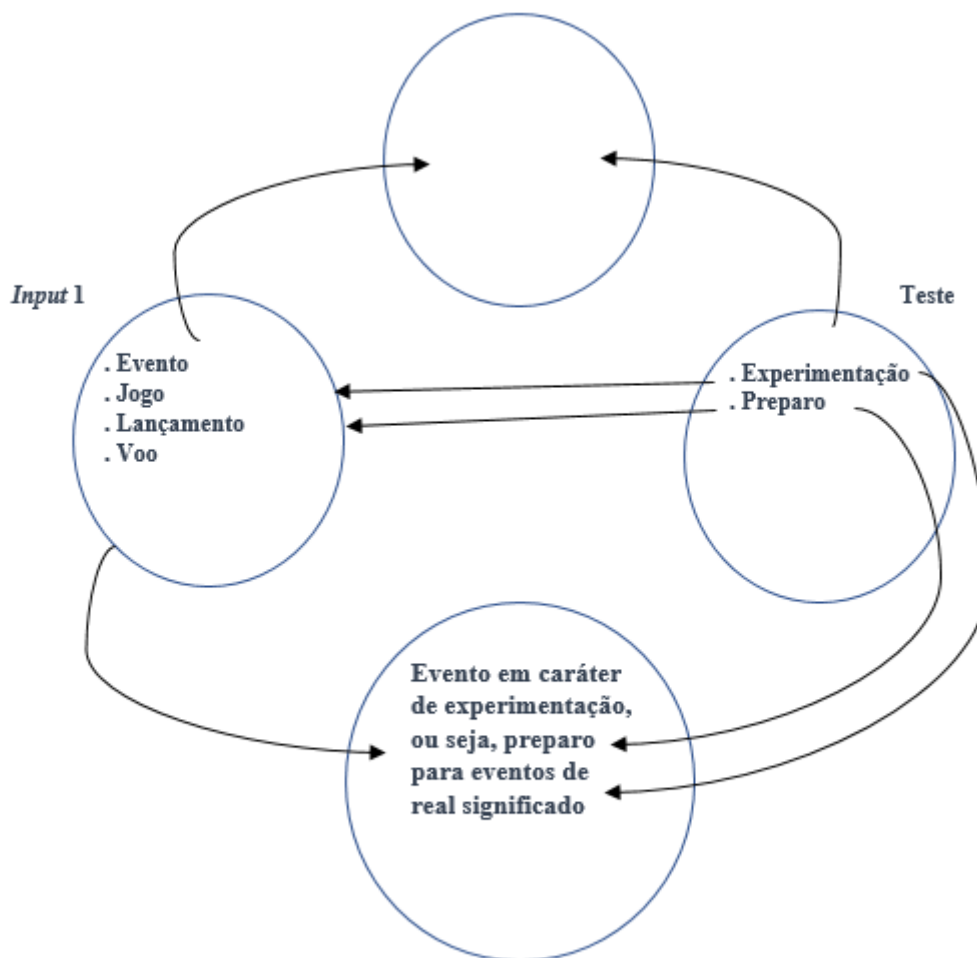 Input 1
Teste
. Evento
. Jogo
. Lançamento
. Voo
. Experimentação
. Preparo
Evento em caráter
de experimentação,
ou seja, preparo
para eventos de
real significado